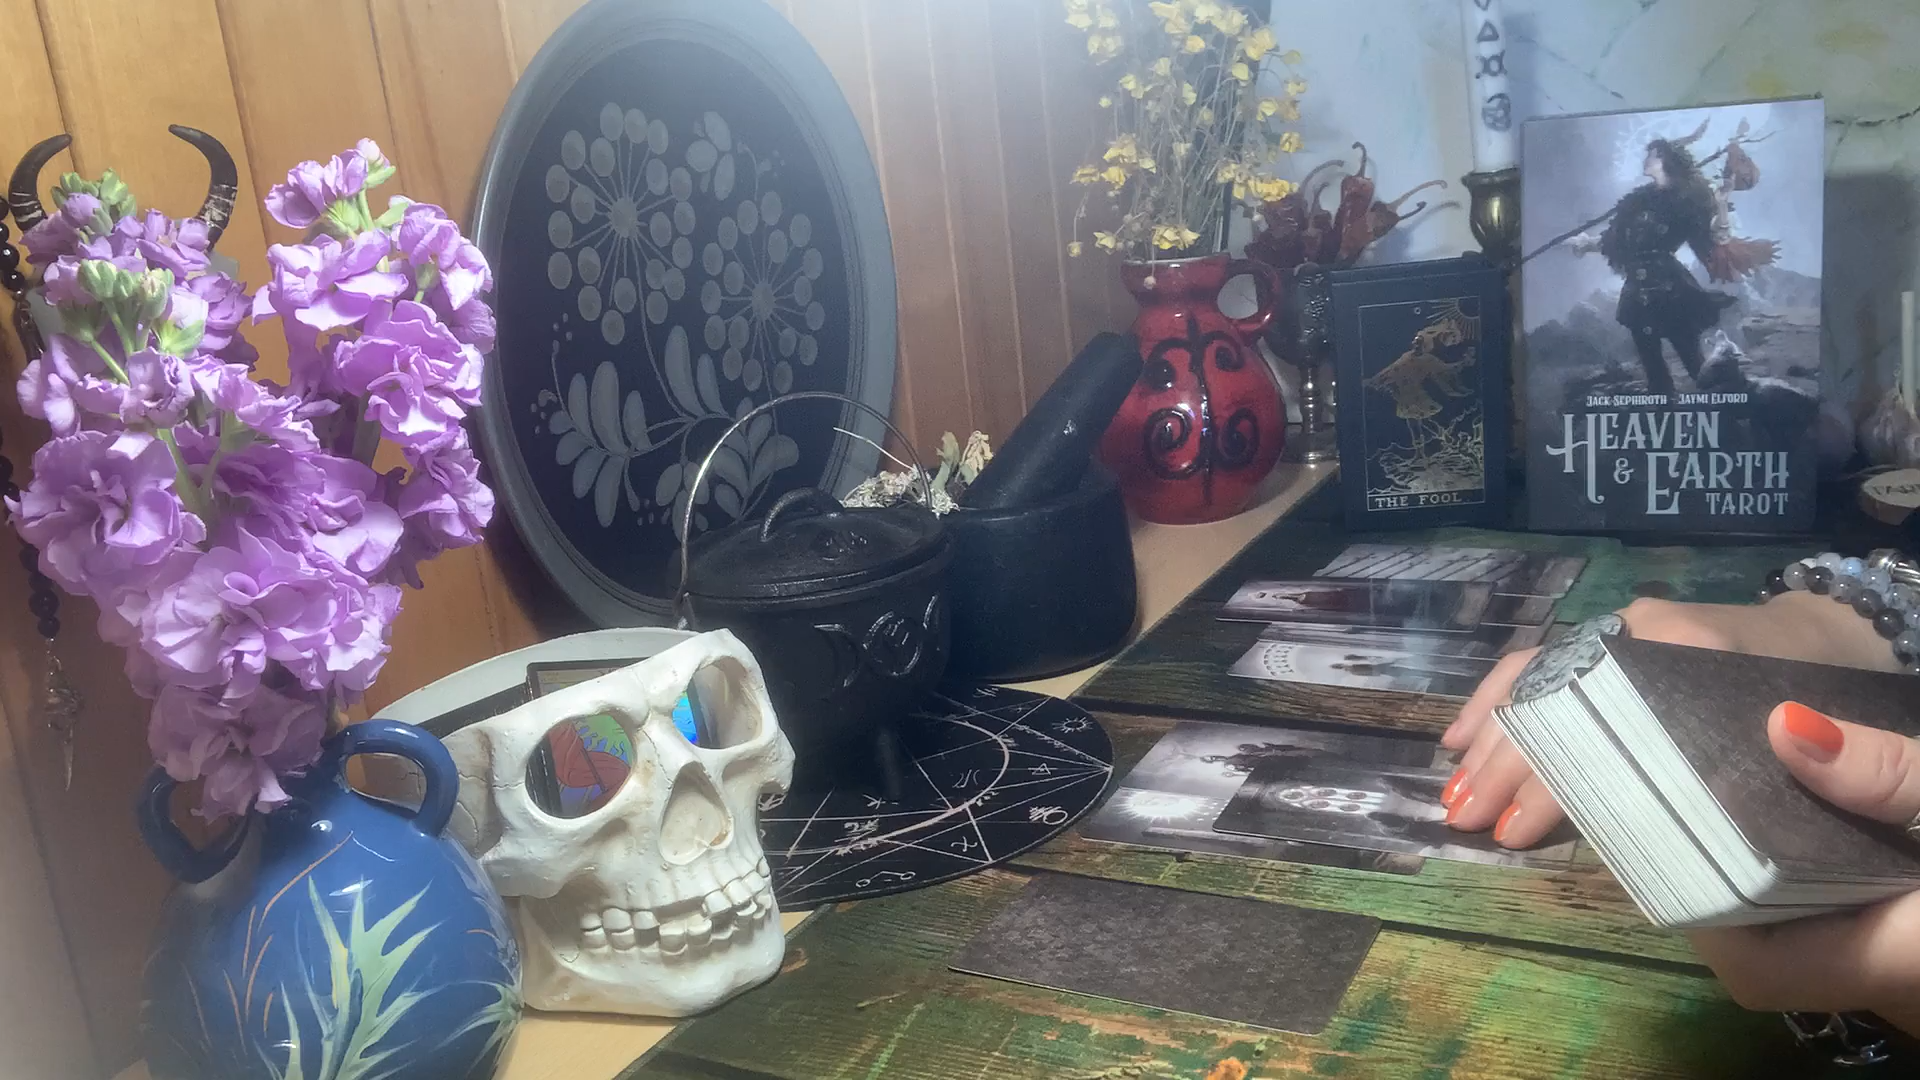 JACK SEPHIROTH - JAYMI ELFORD
HEAVEN
& EARTH
TAROT
THE FOOL